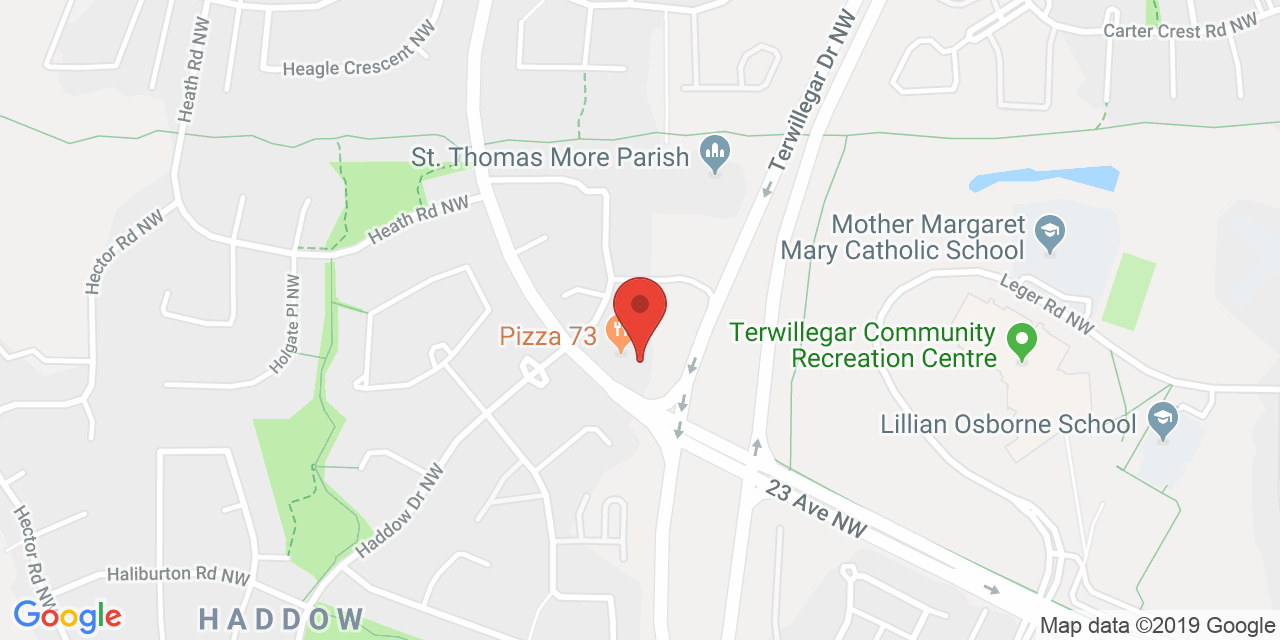 Carter Crest Rd NW
Heath Rd NW
Heagle Crescent NW
Terwillegar Dr NW
St. Thomas More Parish
Heath Rd NW
Hector Rd NW
Mother Margaret
Mary Catholic School
Leger Rd NW
Holgate Pl NW
Pizza 73
Terwillegar Community
Recreation Centre
Lillian Osborne School
23 Ave NW
Haddow Dr NW
Hector Rd NW
Haliburton Rd NW
HADDOW
Google
Map data ©2019 Google